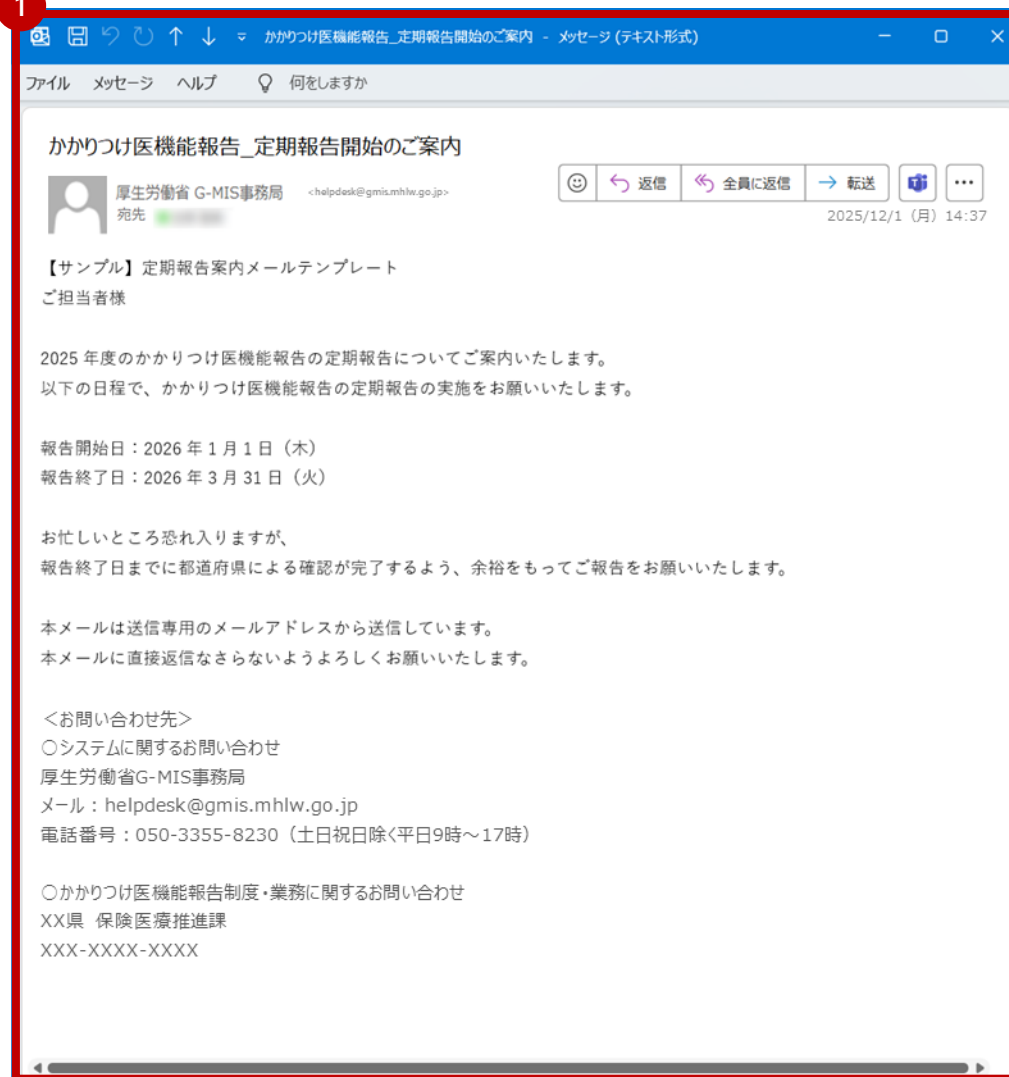 1
かかりつけ医機能報告_定期報告開始のご案内 - メッセージ (テキスト形式)
ファイル メッセージ ヘルプ 何をしますか
かかりつけ医機能報告_定期報告開始のご案内
厚生労働省 G-MIS事務局 <helpdesk@gmis.mhlw.go.jp>
返信 全員に返信 転送
宛先
2025/12/1 (月) 14:37
【サンプル】定期報告案内メールテンプレート
ご担当者様
2025 年度のかかりつけ医機能報告の定期報告についてご案内いたします。
以下の日程で、かかりつけ医機能報告の定期報告の実施をお願いいたします。
報告開始日:2026 年 1 月 1 日(木)
報告終了日:2026 年 3 月 31 日(火)
お忙しいところ恐れ入りますが、
報告終了日までに都道府県による確認が完了するよう、余裕をもってご報告をお願いいたします。
本メールは送信専用のメールアドレスから送信しています。
本メールに直接返信なさらないようよろしくお願いいたします。
<お問い合わせ先>
○システムに関するお問い合わせ
厚生労働省G-MIS事務局
メール:helpdesk@gmis.mhlw.go.jp
電話番号:050-3355-8230(土日祝日除く平日9時~17時)
○かかりつけ医機能報告制度・業務に関するお問い合わせ
XX県 保険医療推進課
XXX-XXXX-XXXX